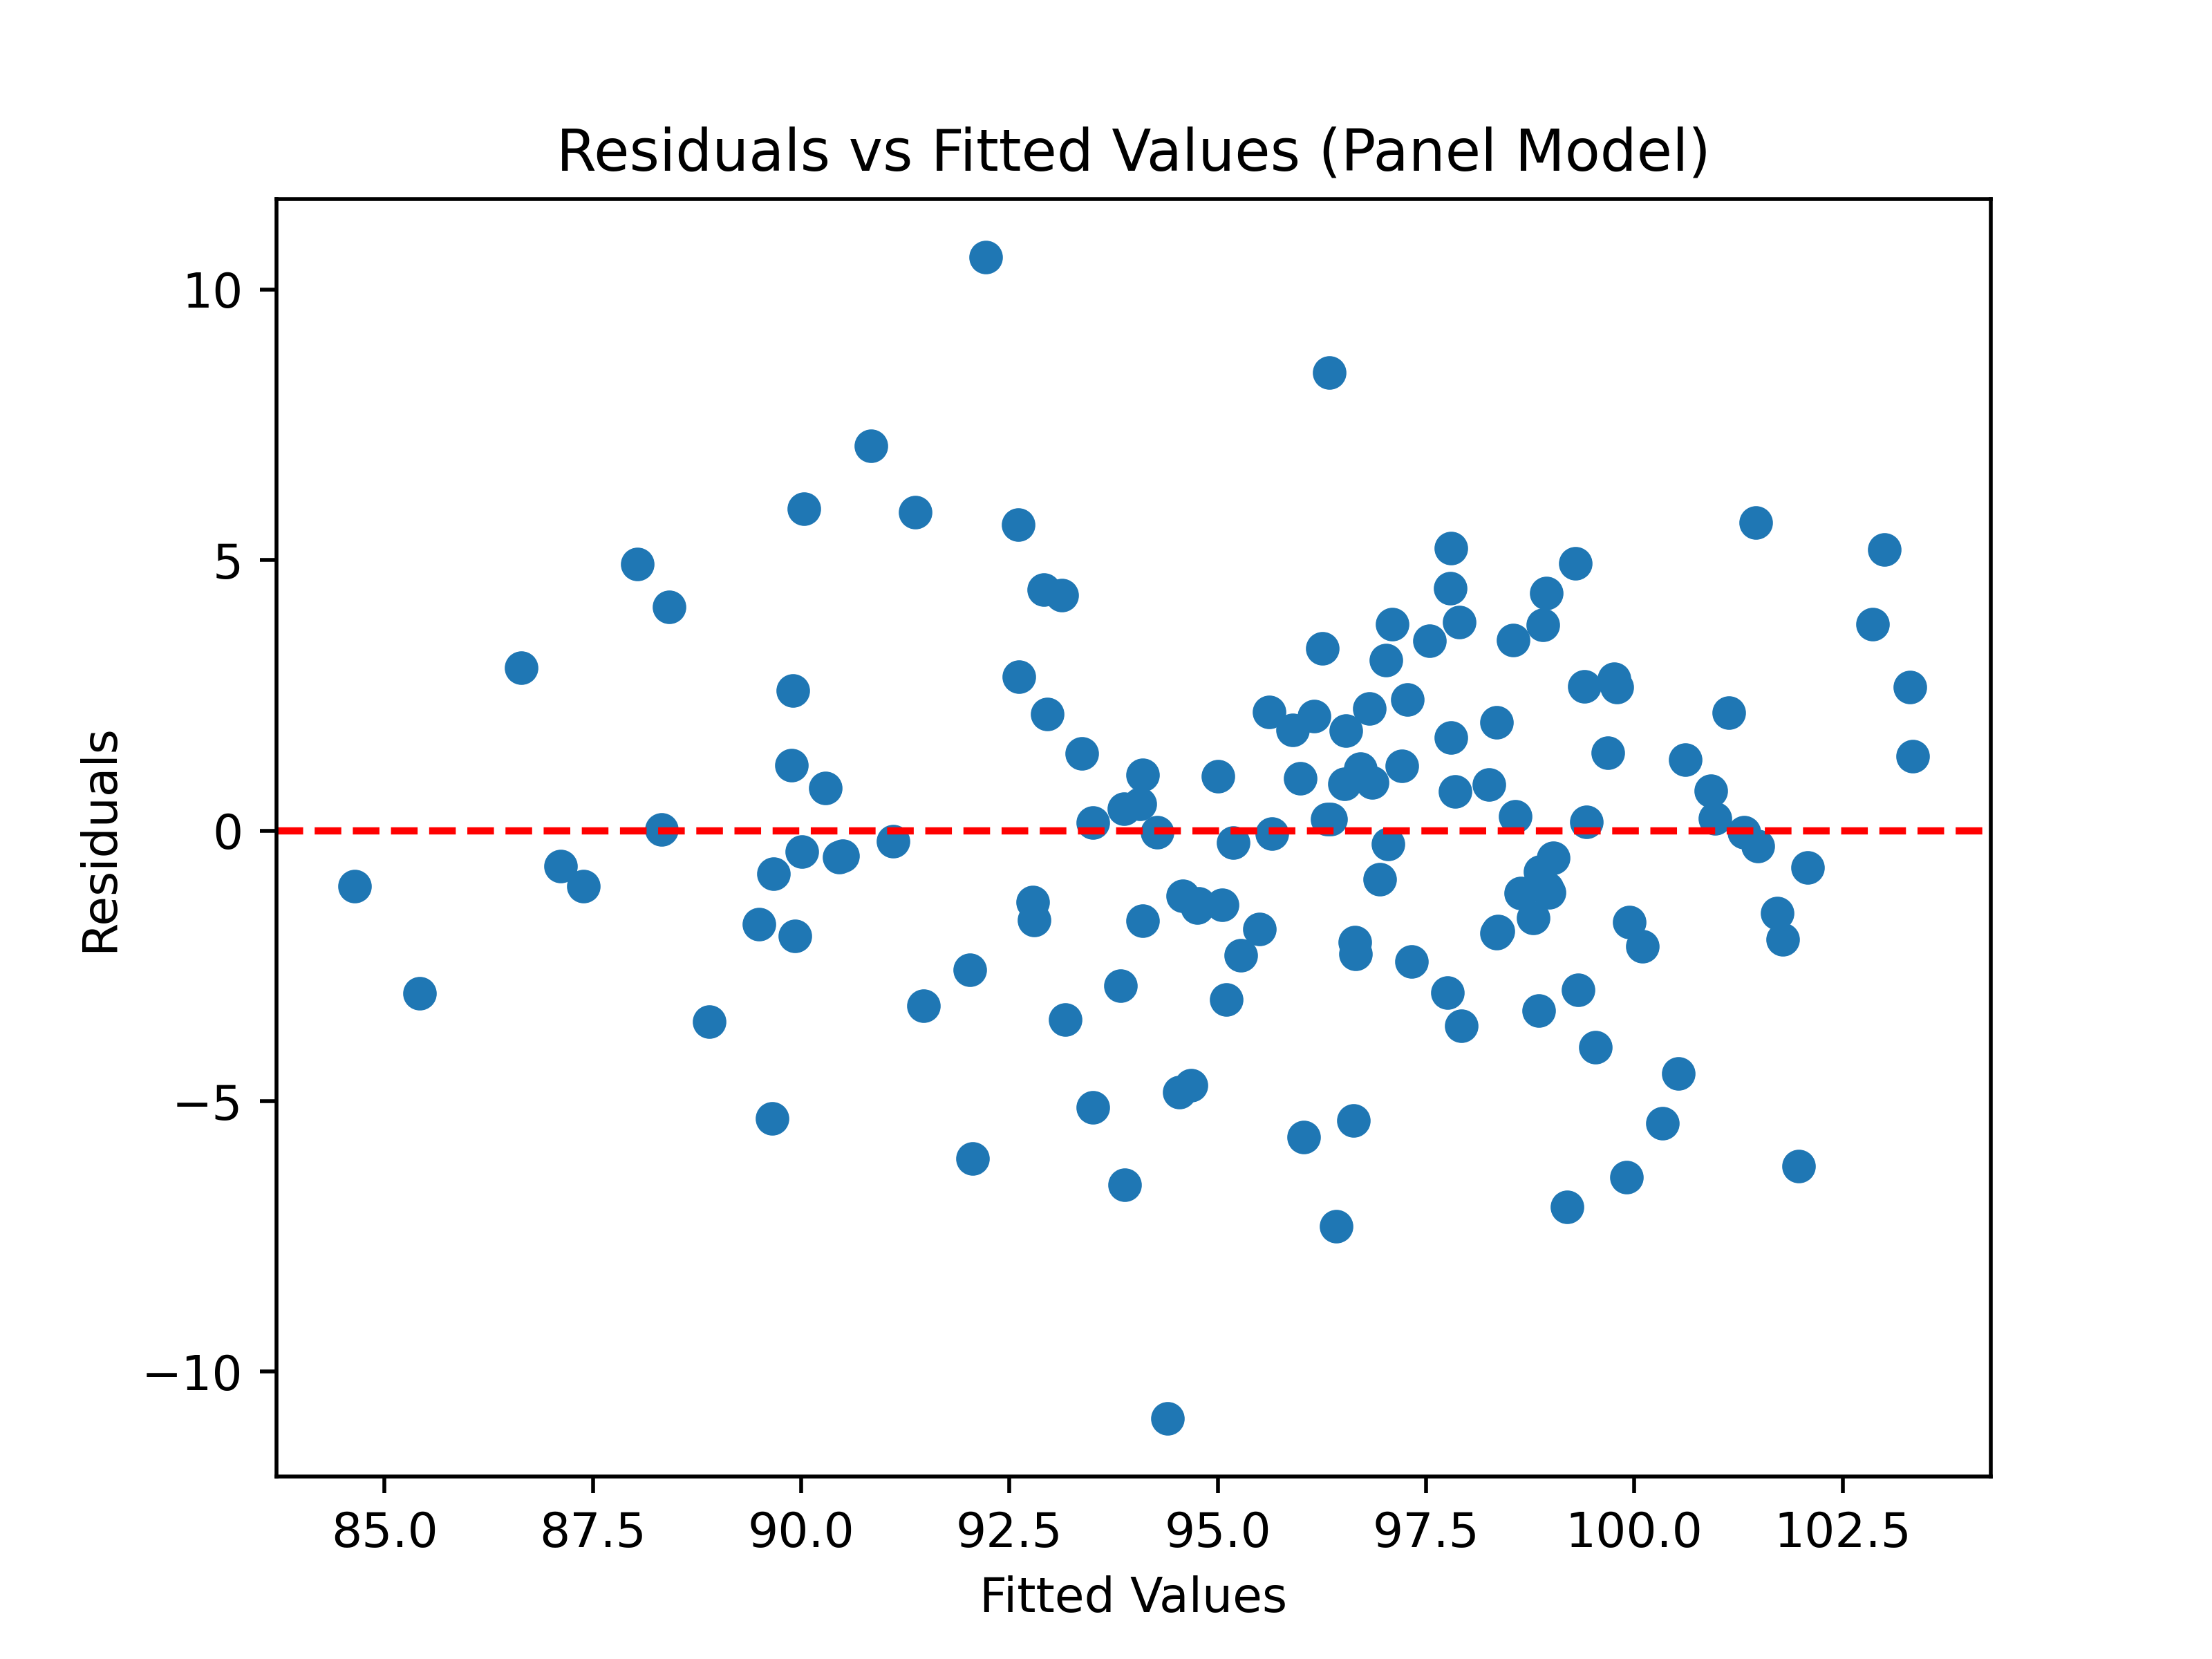 Residuals vs Fitted Values (Panel Model)
10
5
0
−5
−10
Residuals
85.0 87.5 90.0 92.5 95.0 97.5 100.0 102.5
Fitted Values